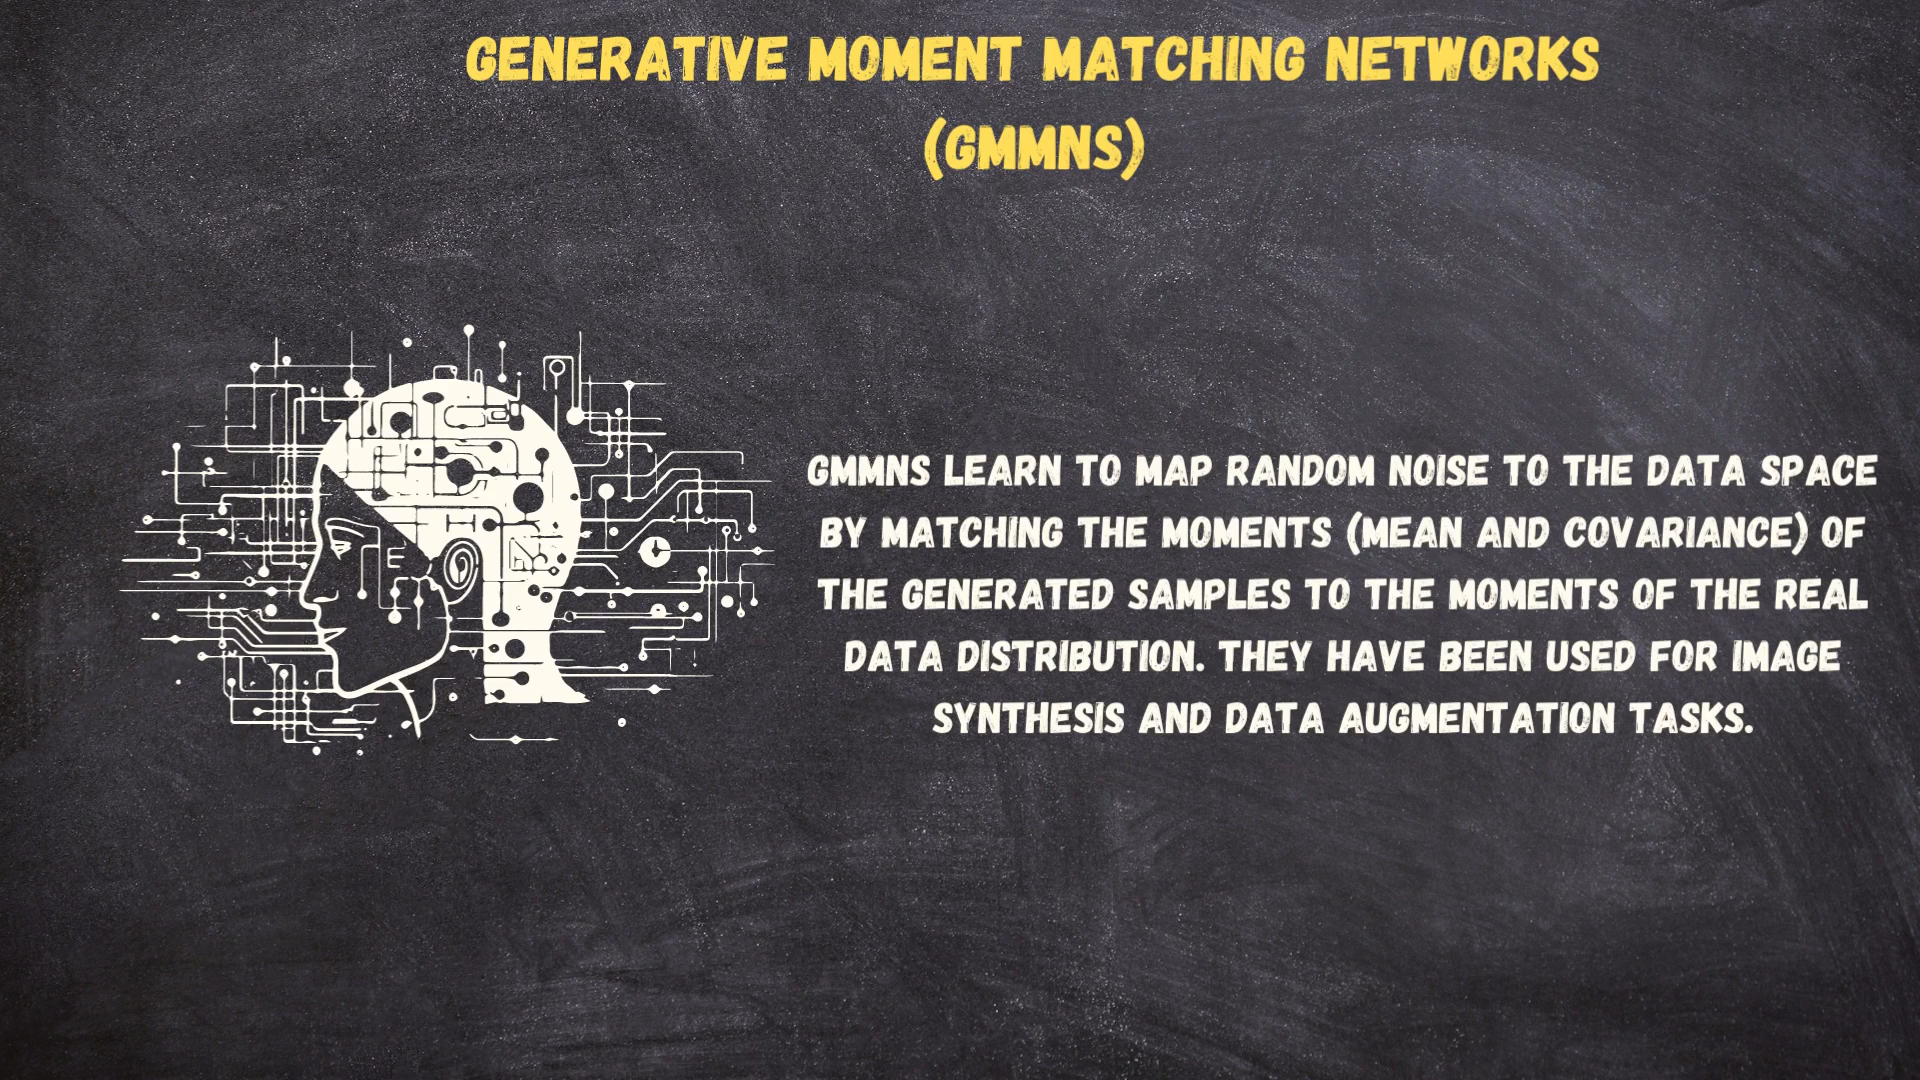 GENERATIVE MOMENT MATCHING NETWORKS
(GMMNS)
GMMNS LEARN TO MAP RANDOM NOISE TO THE DATA SPACE
BY MATCHING THE MOMENTS (MEAN AND COVARIANCE) OF
THE GENERATED SAMPLES TO THE MOMENTS OF THE REAL
DATA DISTRIBUTION. THEY HAVE BEEN USED FOR IMAGE
SYNTHESIS AND DATA AUGMENTATION TASKS.